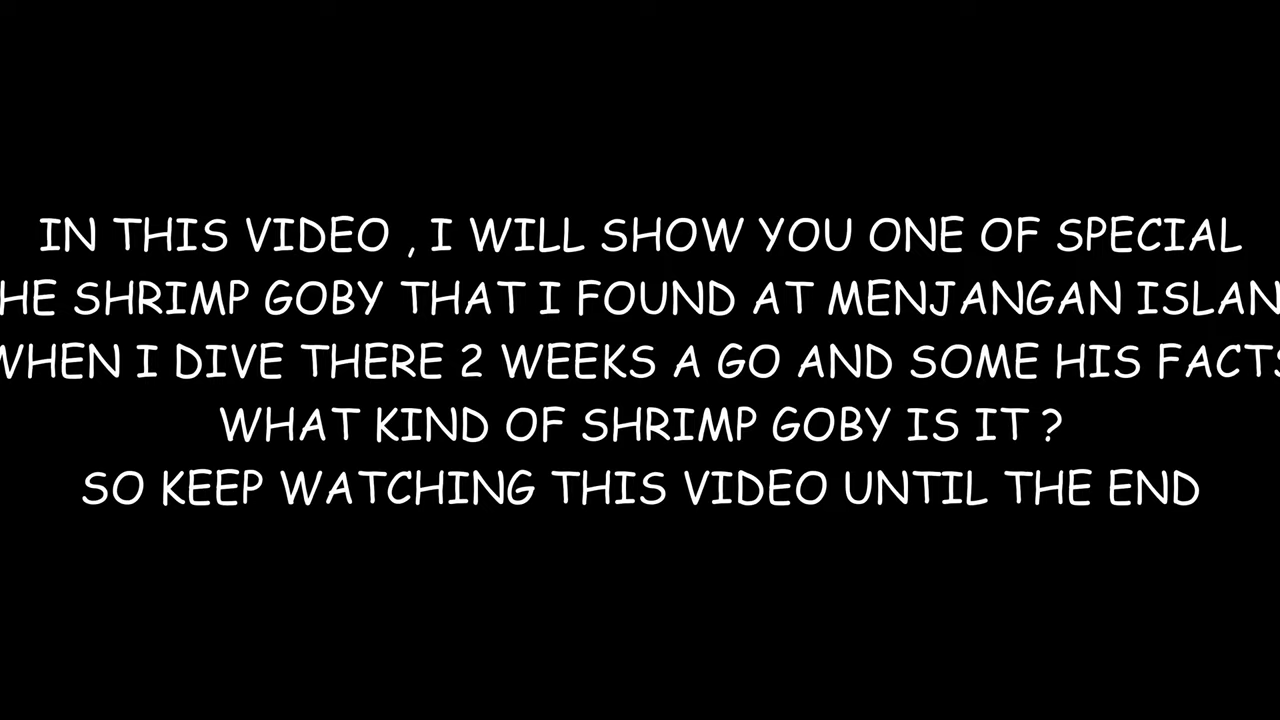 IN THIS VIDEO , I WILL SHOW YOU ONE OF SPECIAL
HE SHRIMP GOBY THAT I FOUND AT MENJANGAN ISLAN
WHEN I DIVE THERE 2 WEEKS A GO AND SOME HIS FACTS
WHAT KIND OF SHRIMP GOBY IS IT ?
SO KEEP WATCHING THIS VIDEO UNTIL THE END